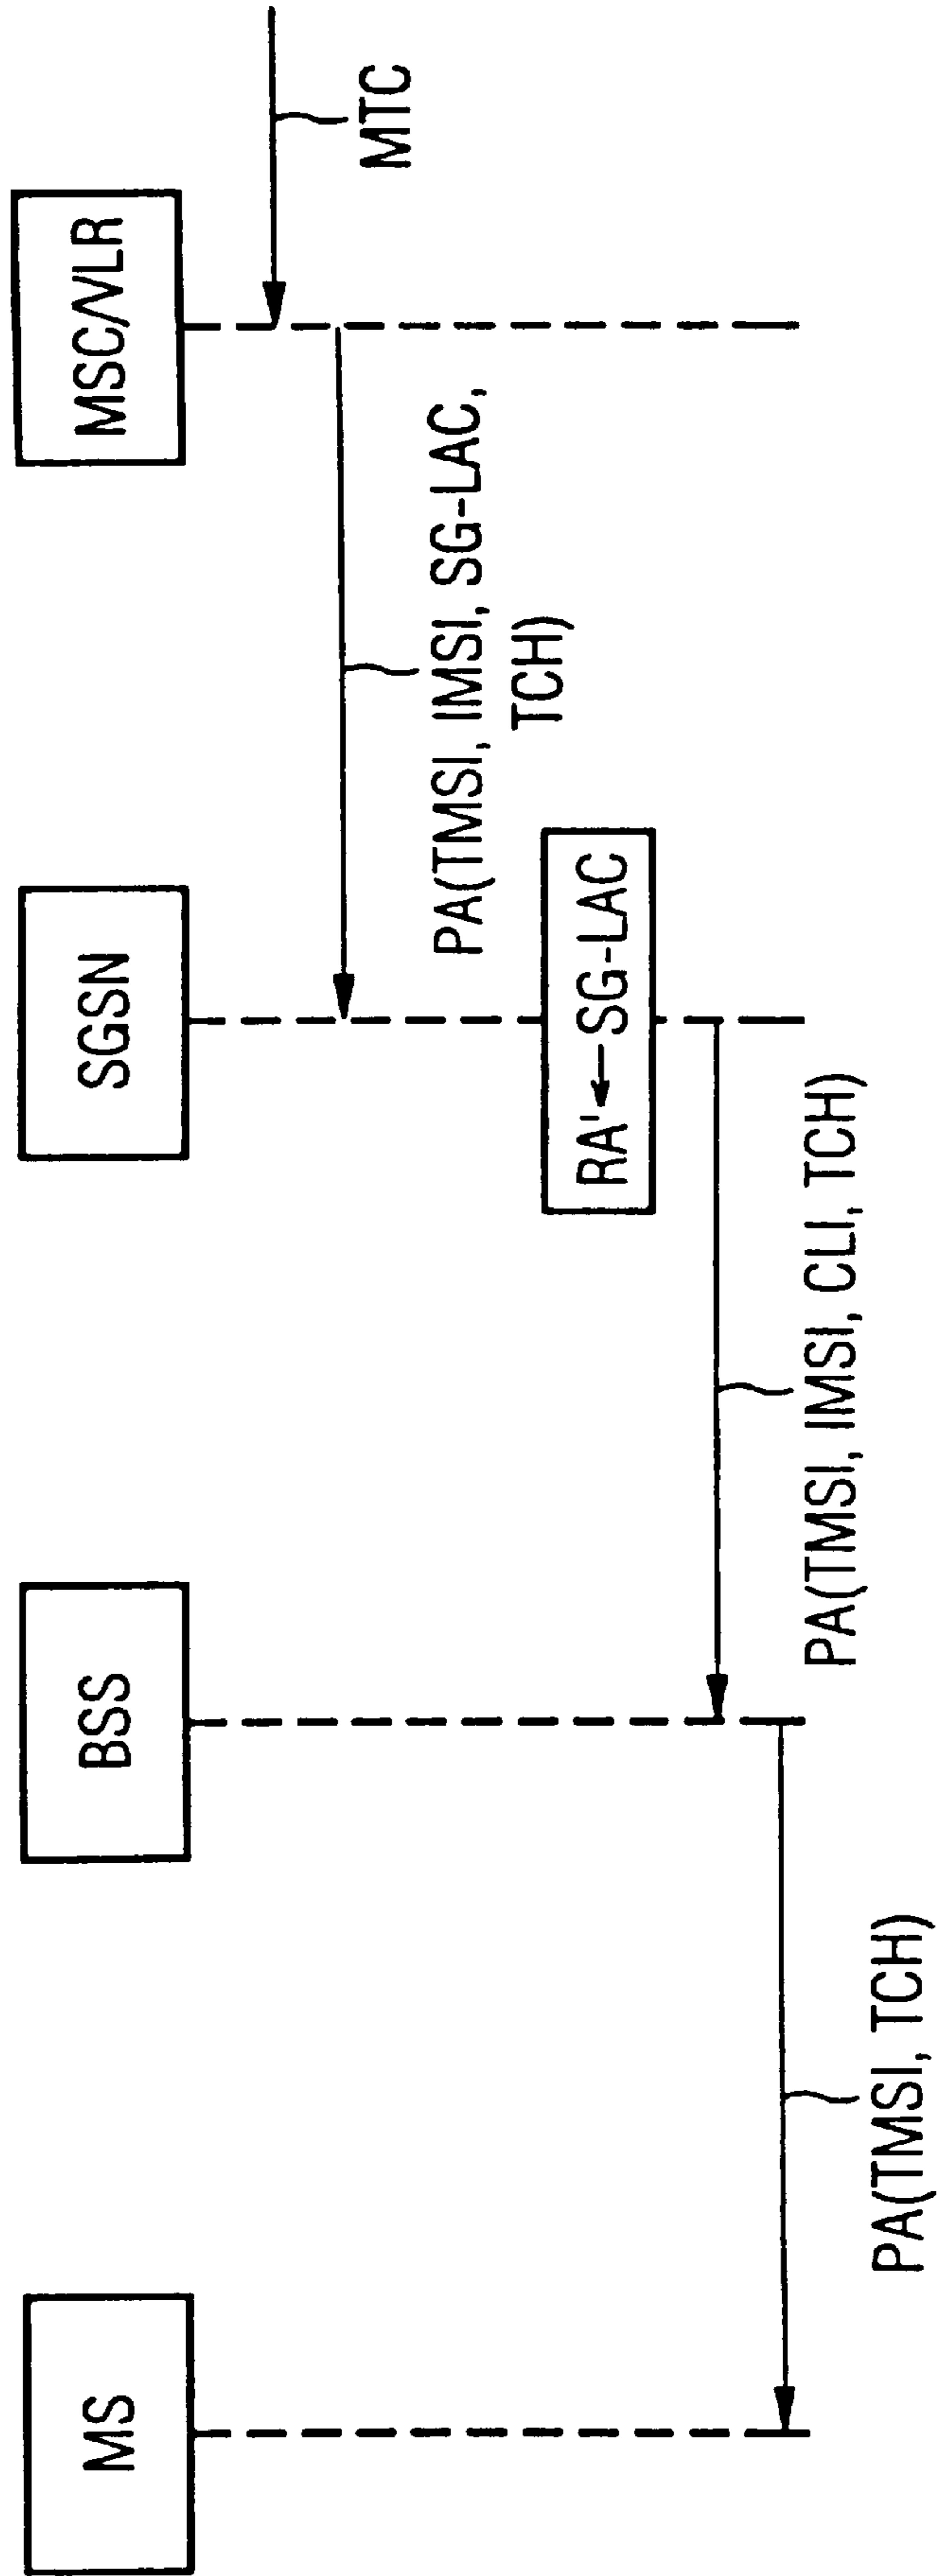 MS
BSS
SGSN
MSC/VLR
MTC
PA(TMSI, IMSI, SG-LAC,
TCH)
RA'←SG-LAC
PA(TMSI, IMSI, CLI, TCH)
PA(TMSI, TCH)